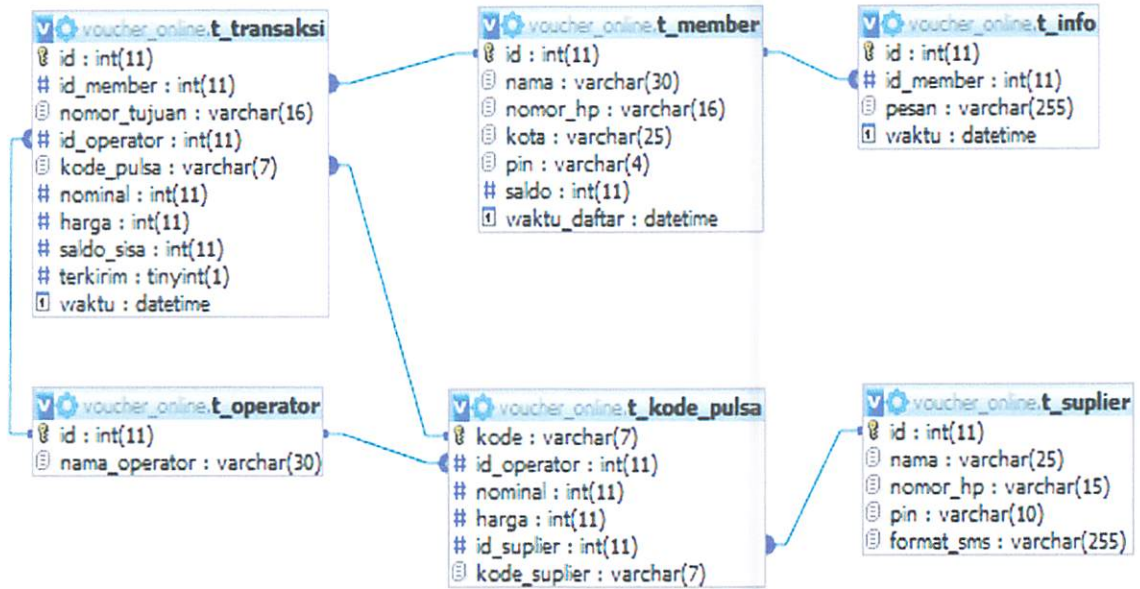 voucher_online.t_transaksi
id : int(11)
# id_member : int(11)
nomor_tujuan : varchar(16)
# id_operator : int(11)
kode_pulsa : varchar(7)
# nominal : int(11)
# harga : int(11)
# saldo_sisa : int(11)
# terkirim : tinyint(1)
waktu : datetime
voucher_online.t_member
id : int(11)
nama : varchar(30)
nomor_hp : varchar(16)
kota : varchar(25)
pin : varchar(4)
# saldo : int(11)
waktu_daftar : datetime
voucher_online.t_info
id : int(11)
# id_member : int(11)
pesan : varchar(255)
waktu : datetime
voucher_online.t_operator
id : int(11)
nama_operator : varchar(30)
voucher_online.t_kode_pulsa
kode : varchar(7)
# id_operator : int(11)
# nominal : int(11)
# harga : int(11)
# id_suplier : int(11)
kode_suplier : varchar(7)
voucher_online.t_suplier
id : int(11)
nama : varchar(25)
nomor_hp : varchar(15)
pin : varchar(10)
format_sms : varchar(255)